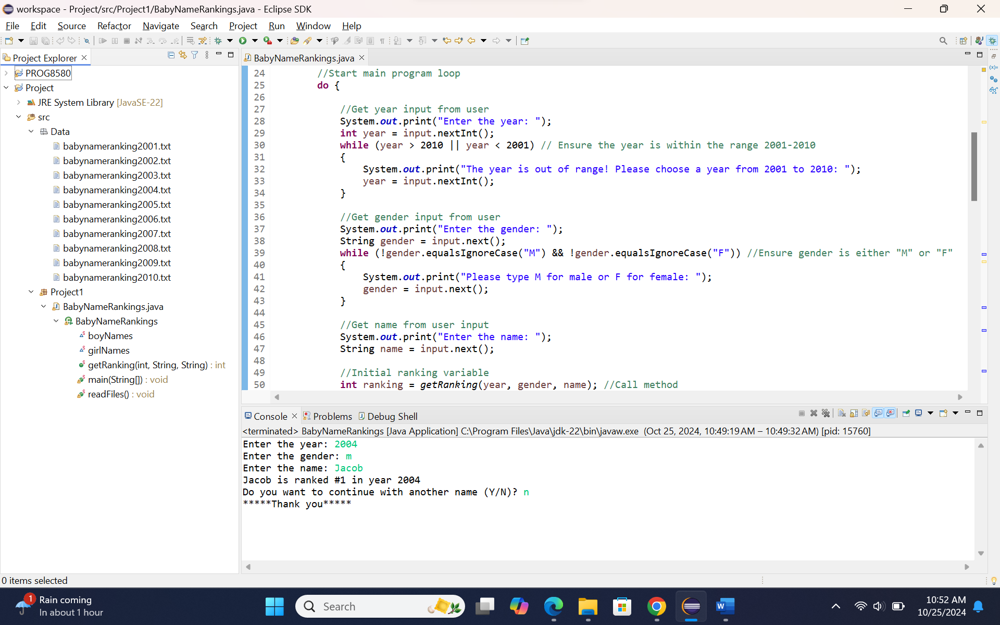 workspace - Project/src/Project1/BabyNameRankings.java - Eclipse SDK
File Edit Source Refactor Navigate Search Project Run Window Help
Project Explorer
PROG8580
Project
JRE System Library [JavaSE-22]
src
Data
babynameranking2001.txt
babynameranking2002.txt
babynameranking2003.txt
babynameranking2004.txt
babynameranking2005.txt
babynameranking2006.txt
babynameranking2007.txt
babynameranking2008.txt
babynameranking2009.txt
babynameranking2010.txt
Project1
BabyNameRankings.java
BabyNameRankings
boyNames
girlNames
getRanking(int, String, String) : int
main(String[]) : void
readFiles() : void
BabyNameRankings.java
24 //Start main program loop
25 do {
26
27 //Get year input from user
28 System.out.print("Enter the year: ");
29 int year = input.nextInt();
30 while (year > 2010 || year < 2001) // Ensure the year is within the range 2001-2010
31 {
32 System.out.print("The year is out of range! Please choose a year from 2001 to 2010: ");
33 year = input.nextInt();
34 }
35
36 //Get gender input from user
37 System.out.print("Enter the gender: ");
38 String gender = input.next();
39 while (!gender.equalsIgnoreCase("M") && !gender.equalsIgnoreCase("F")) //Ensure gender is either "M" or "F"
40 {
41 System.out.print("Please type M for male or F for female: ");
42 gender = input.next();
43 }
44
45 //Get name from user input
46 System.out.print("Enter the name: ");
47 String name = input.next();
48
49 //Initial ranking variable
50 int ranking = getRanking(year, gender, name); //Call method
Console Problems Debug Shell
<terminated> BabyNameRankings [Java Application] C:\Program Files\Java\jdk-22\bin\javaw.exe (Oct 25, 2024, 10:49:19 AM – 10:49:32 AM) [pid: 15760]
Enter the year: 2004
Enter the gender: m
Enter the name: Jacob
Jacob is ranked #1 in year 2004
Do you want to continue with another name (Y/N)? n
*****Thank you*****
0 items selected
1
Rain coming
In about 1 hour
Search
10:52 AM
10/25/2024